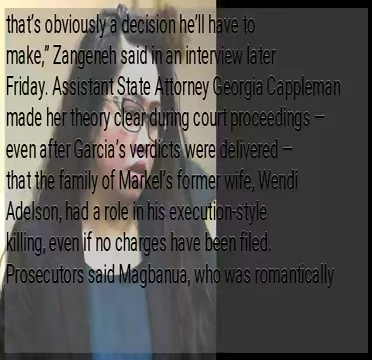 that's obviously a decision he'll have to
make,” Zangeneh said in an interview later
Friday. Assistant State Attorney Georgia Cappleman
made her theory clear during court proceedings —
even after Garcia's verdicts were delivered —
that the family of Markel's former wife, Wendi
Adelson, had a role in his execution-style
killing, even if no charges have been filed.
Prosecutors said Magbanua, who was romantically